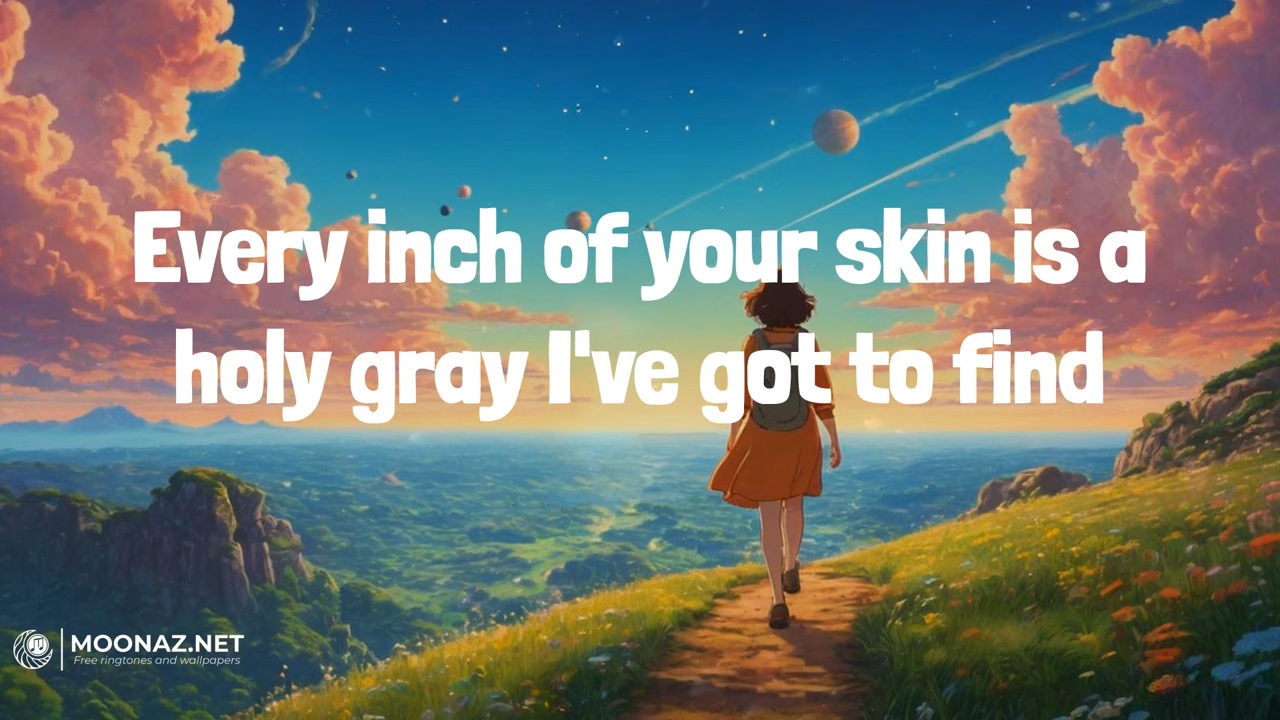 Every inch of your skin is a
holy gray I've got to find
MOONAZ.NET
Free ringtones and wallpapers